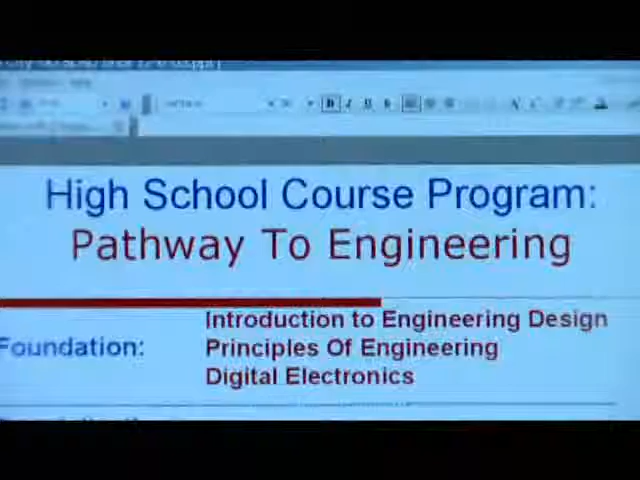 High School Course Program:
Pathway To Engineering
Introduction to Engineering Design
Foundation:
Principles Of Engineering
Digital Electronics